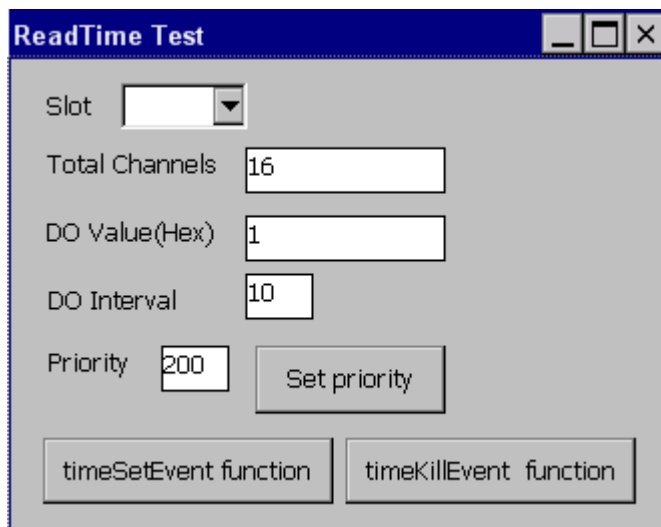 ReadTime Test
Slot
Total Channels 16
DO Value(Hex) 1
DO Interval 10
Priority 200 Set priority
timeSetEvent function timeKillEvent function